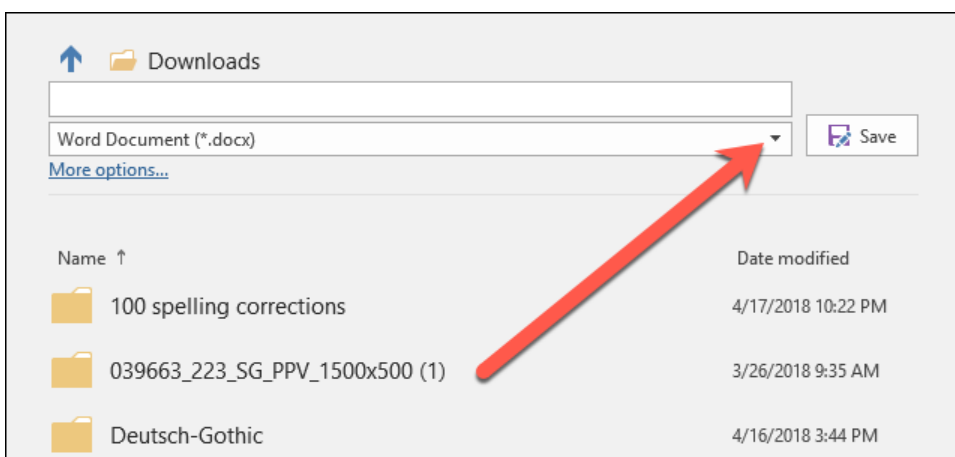 Downloads
Word Document (*.docx)
Save
More options...
Name ↑ Date modified
100 spelling corrections 4/17/2018 10:22 PM
039663_223_SG_PPV_1500x500 (1) 3/26/2018 9:35 AM
Deutsch-Gothic 4/16/2018 3:44 PM